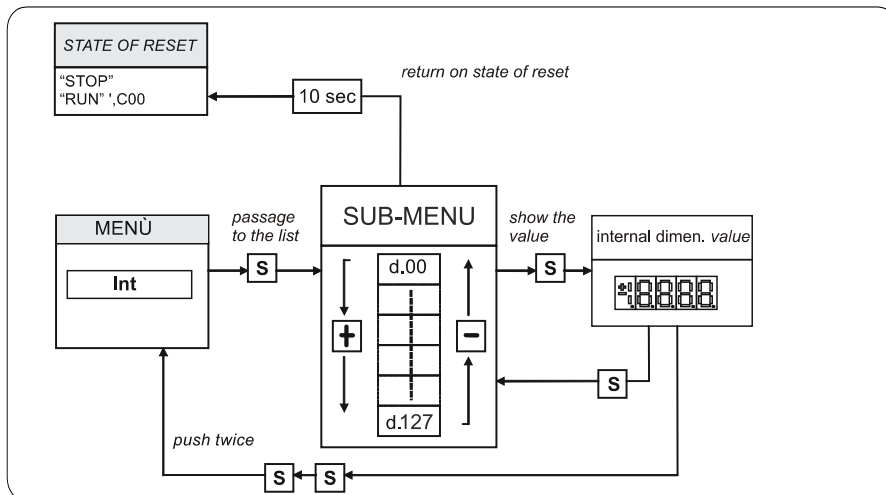 STATE OF RESET
“STOP”
“RUN” ',C00
return on state of reset
10 sec
MENÙ
Int
passage
to the list
S
SUB-MENU
d.00
+
−
d.127
show the
value
S
internal dimen. value
S
push twice
S
S